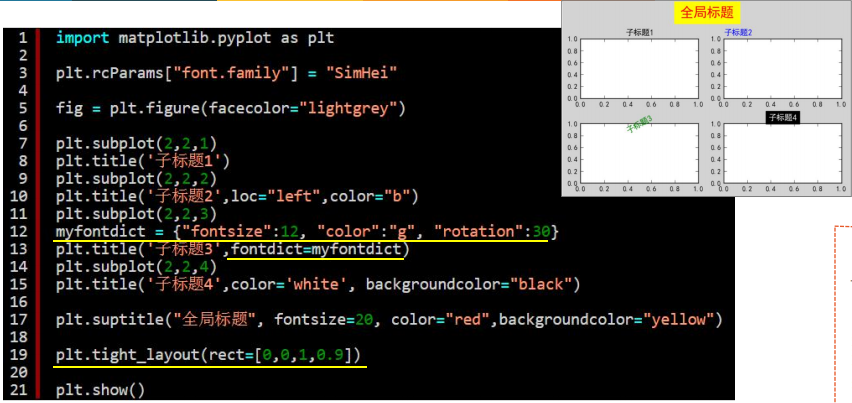 全局标题
子标题1 子标题2
1.0 1.0
0.8 0.8
0.6 0.6
0.4 0.4
0.2 0.2
0.0 0.0
0.0 0.2 0.4 0.6 0.8 1.0 0.0 0.2 0.4 0.6 0.8 1.0
子标题3 子标题4
1.0 1.0
0.8 0.8
0.6 0.6
0.4 0.4
0.2 0.2
0.0 0.0
0.0 0.2 0.4 0.6 0.8 1.0 0.0 0.2 0.4 0.6 0.8 1.0
1 import matplotlib.pyplot as plt
2
3 plt.rcParams["font.family"] = "SimHei"
4
5 fig = plt.figure(facecolor="lightgrey")
6
7 plt.subplot(2,2,1)
8 plt.title('子标题1')
9 plt.subplot(2,2,2)
10 plt.title('子标题2',loc="left",color="b")
11 plt.subplot(2,2,3)
12 myfontdict = {"fontsize":12, "color":"g", "rotation":30}
13 plt.title('子标题3',fontdict=myfontdict)
14 plt.subplot(2,2,4)
15 plt.title('子标题4',color='white', backgroundcolor="black")
16
17 plt.suptitle("全局标题", fontsize=20, color="red",backgroundcolor="yellow")
18
19 plt.tight_layout(rect=[0,0,1,0.9])
20
21 plt.show()